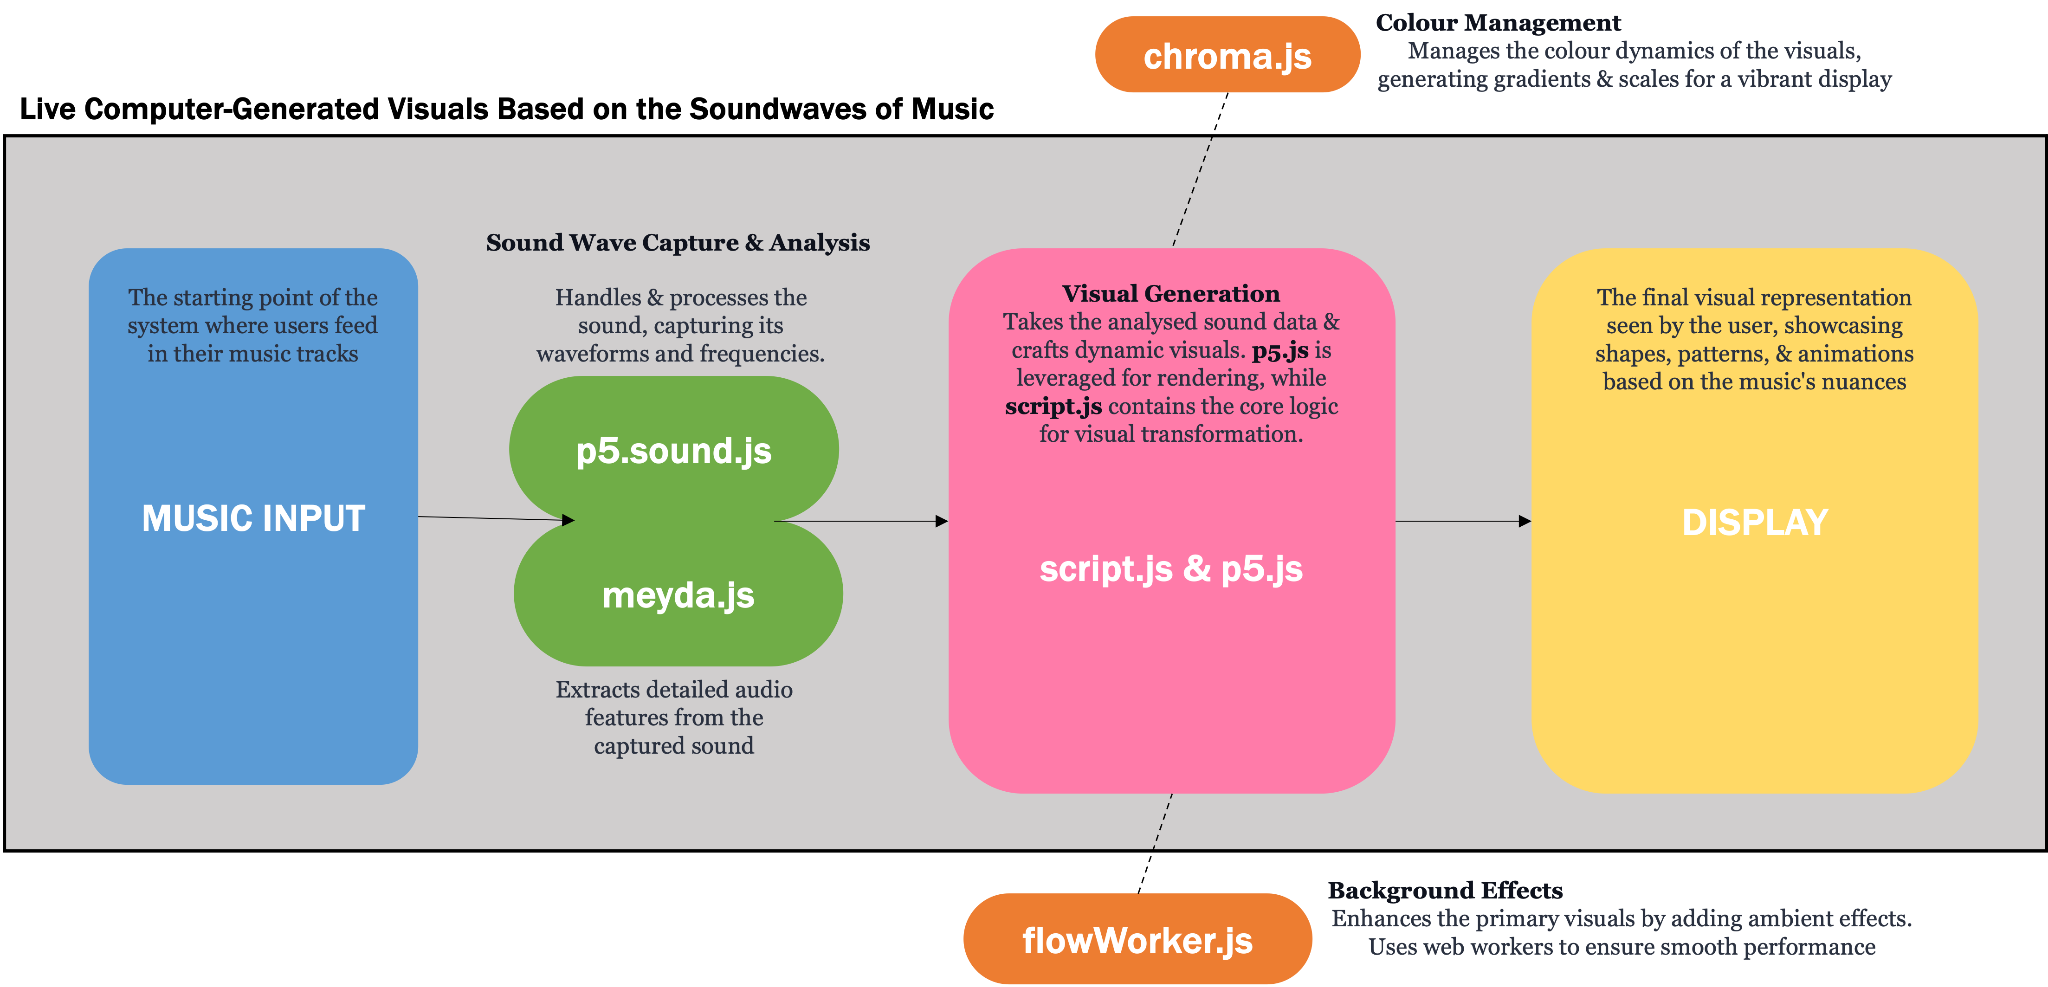 chroma.js
Colour Management
Manages the colour dynamics of the visuals,
generating gradients & scales for a vibrant display
Live Computer-Generated Visuals Based on the Soundwaves of Music
The starting point of the
system where users feed
in their music tracks
MUSIC INPUT
Sound Wave Capture & Analysis
Handles & processes the
sound, capturing its
waveforms and frequencies.
p5.sound.js
meyda.js
Extracts detailed audio
features from the
captured sound
Visual Generation
Takes the analysed sound data &
crafts dynamic visuals. p5.js is
leveraged for rendering, while
script.js contains the core logic
for visual transformation.
script.js & p5.js
The final visual representation
seen by the user, showcasing
shapes, patterns, & animations
based on the music's nuances
DISPLAY
flowWorker.js
Background Effects
Enhances the primary visuals by adding ambient effects.
Uses web workers to ensure smooth performance